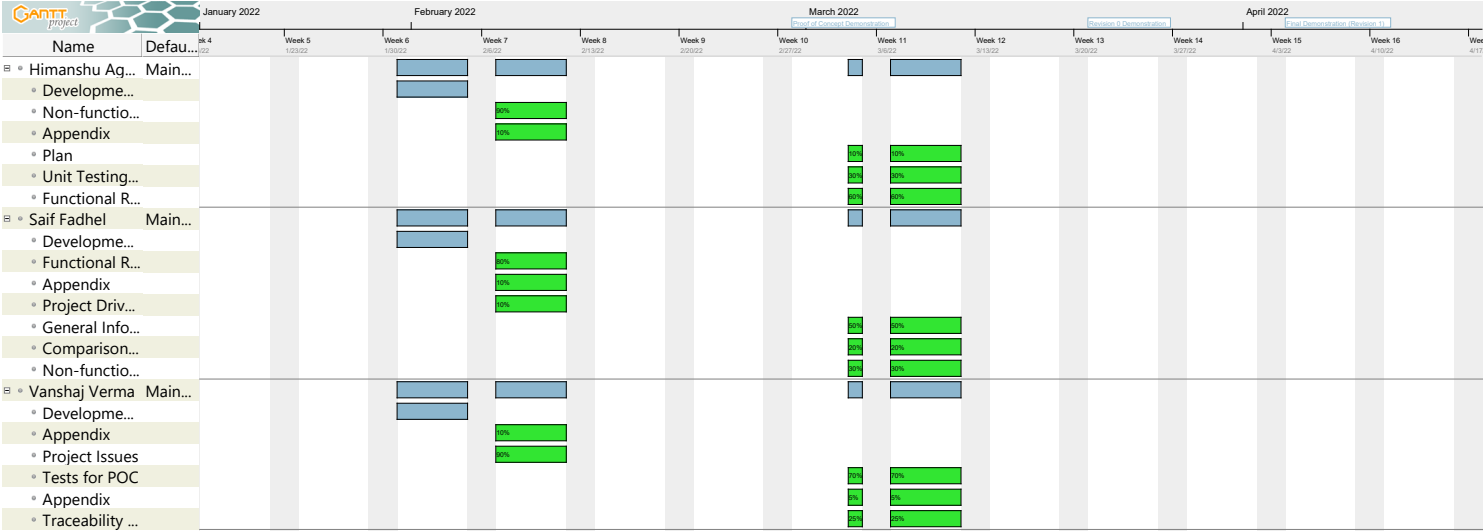 GANTT
project
January 2022 February 2022 March 2022 April 2022
Proof of Concept Demonstration Revision 0 Demonstration Final Demonstration (Revision 1)
Name Defau... ek 4 Week 5 Week 6 Week 7 Week 8 Week 9 Week 10 Week 11 Week 12 Week 13 Week 14 Week 15 Week 16 Wee
/22 1/23/22 1/30/22 2/6/22 2/13/22 2/20/22 2/27/22 3/6/22 3/13/22 3/20/22 3/27/22 4/3/22 4/10/22 4/17
Himanshu Ag... Main...
Developme...
Non-functio... 90%
Appendix 10%
Plan 10% 10%
Unit Testing... 30% 30%
Functional R... 60% 60%
Saif Fadhel Main...
Developme...
Functional R... 80%
Appendix 10%
Project Driv... 10%
General Info... 50% 50%
Comparison... 20% 20%
Non-functio... 30% 30%
Vanshaj Verma Main...
Developme...
Appendix 10%
Project Issues 90%
Tests for POC 70% 70%
Appendix 5% 5%
Traceability ... 25% 25%